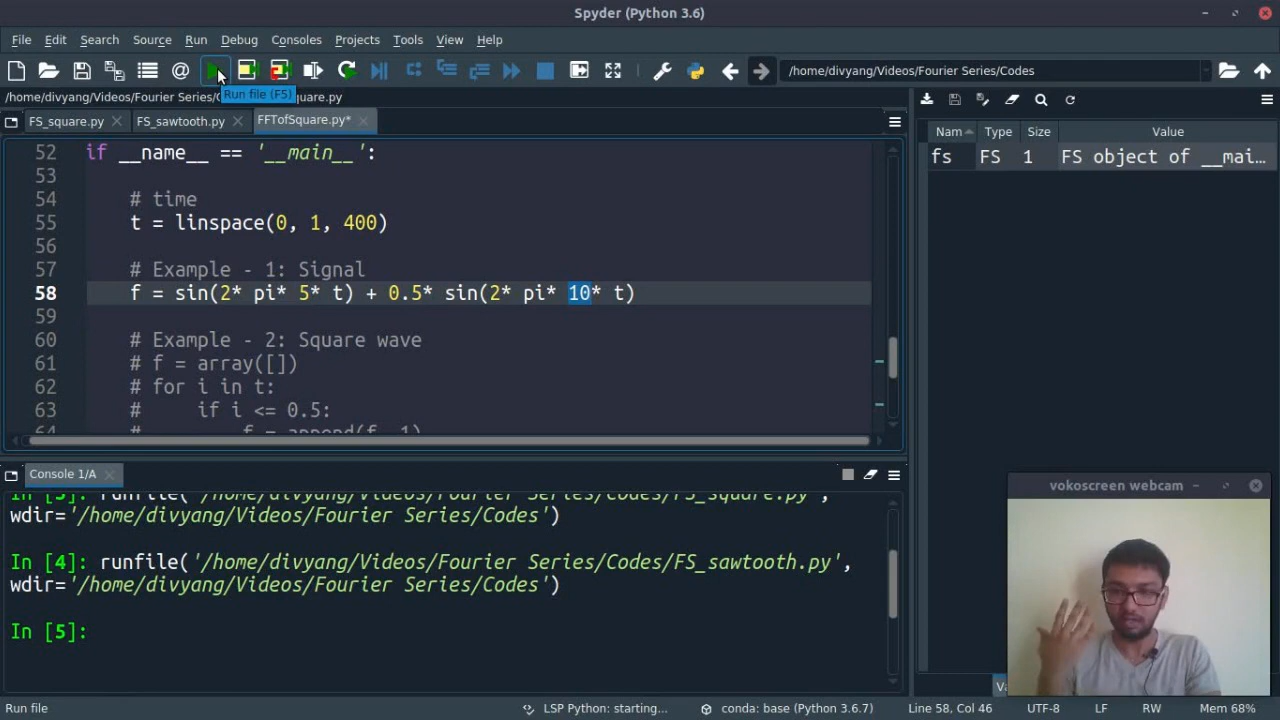 Spyder (Python 3.6)
File Edit Search Source Run Debug Consoles Projects Tools View Help
/home/divyang/Videos/Fourier Series/Codes
/home/divyang/Videos/Fourier Series/C
Run file (F5)
uare.py
FS_square.py
FS_sawtooth.py
FFTofSquare.py*
52 if __name__ == '__main__':
53
54 # time
55 t = linspace(0, 1, 400)
56
57 # Example - 1: Signal
58 f = sin(2* pi* 5* t) + 0.5* sin(2* pi* 10* t)
59
60 # Example - 2: Square wave
61 # f = array([])
62 # for i in t:
63 # if i <= 0.5:
64 # f = append(f, 1)
Nam Type Size Value
fs FS 1 FS object of __mai...
Console 1/A
In [3]: runfile('/home/divyang/Videos/Fourier Series/Codes/FS_square.py',
wdir='/home/divyang/Videos/Fourier Series/Codes')
In [4]: runfile('/home/divyang/Videos/Fourier Series/Codes/FS_sawtooth.py',
wdir='/home/divyang/Videos/Fourier Series/Codes')
In [5]:
vokoscreen webcam
Va
Run file
LSP Python: starting...
conda: base (Python 3.6.7)
Line 58, Col 46
UTF-8
LF
RW
Mem 68%